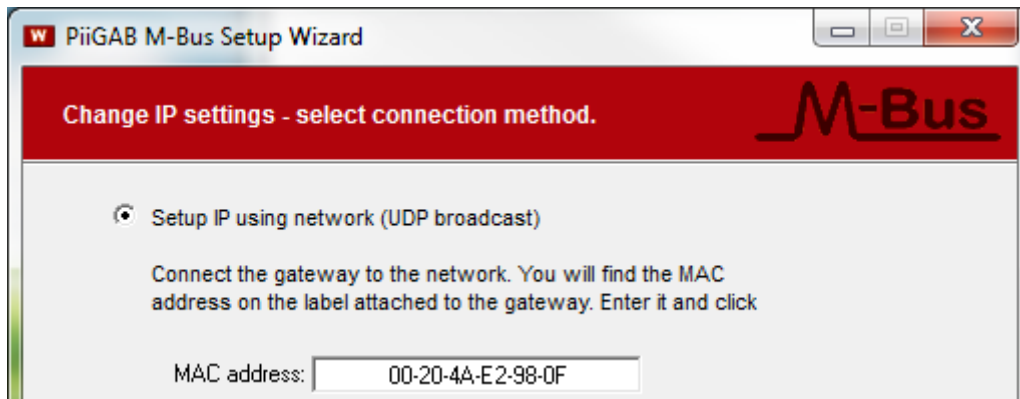 PiiGAB M-Bus Setup Wizard
Change IP settings - select connection method.
M-Bus
Setup IP using network (UDP broadcast)
Connect the gateway to the network. You will find the MAC
address on the label attached to the gateway. Enter it and click
MAC address: 00-20-4A-E2-98-0F